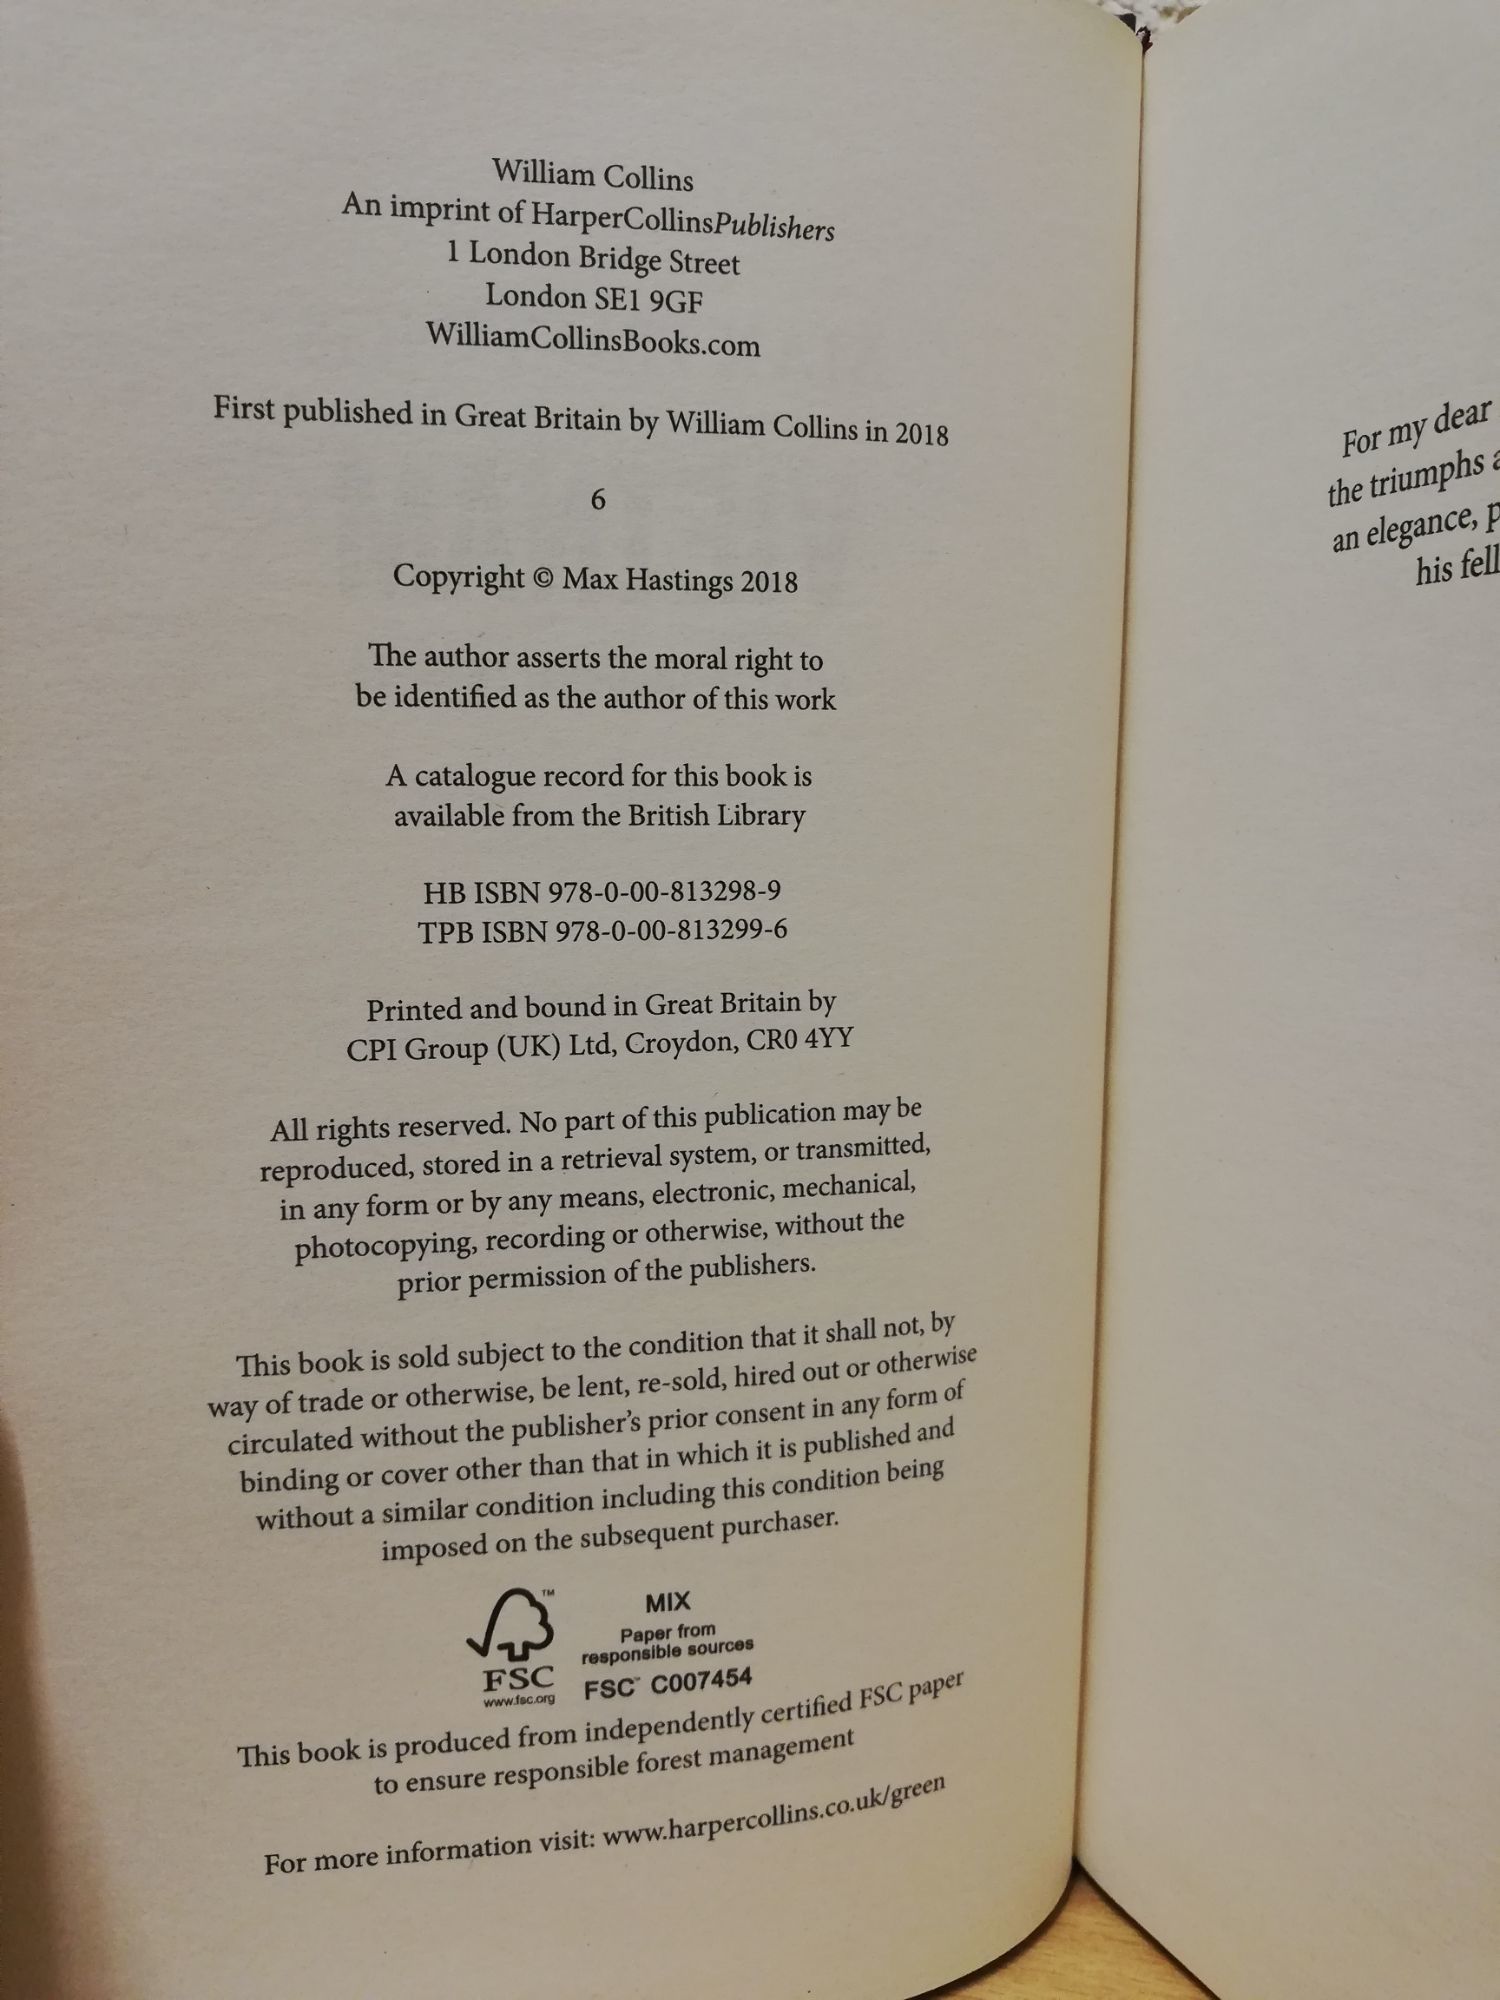 William Collins
An imprint of HarperCollinsPublishers
1 London Bridge Street
London SE1 9GF
WilliamCollinsBooks.com
First published in Great Britain by William Collins in 2018
6
Copyright © Max Hastings 2018
The author asserts the moral right to
be identified as the author of this work
A catalogue record for this book is
available from the British Library
HB ISBN 978-0-00-813298-9
TPB ISBN 978-0-00-813299-6
Printed and bound in Great Britain by
CPI Group (UK) Ltd, Croydon, CR0 4YY
All rights reserved. No part of this publication may be
reproduced, stored in a retrieval system, or transmitted,
in any form or by any means, electronic, mechanical,
photocopying, recording or otherwise, without the
prior permission of the publishers.
This book is sold subject to the condition that it shall not, by
way of trade or otherwise, be lent, re-sold, hired out or otherwise
circulated without the publisher's prior consent in any form of
binding or cover other than that in which it is published and
without a similar condition including this condition being
imposed on the subsequent purchaser.
FSC™
www.fsc.org
MIX
Paper from
responsible sources
FSC™ C007454
This book is produced from independently certified FSC paper
to ensure responsible forest management
For more information visit: www.harpercollins.co.uk/green
For my dear
the triumphs
an elegance,
his